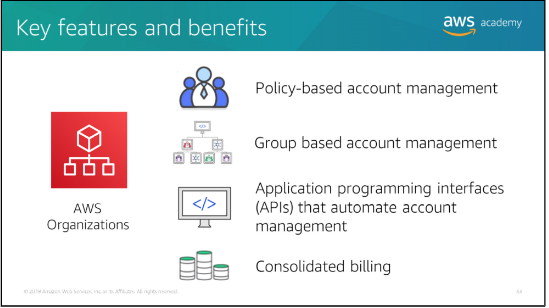 Key features and benefits
aws academy
Policy-based account management
</>
Group based account management
AWS
Organizations
</>
Application programming interfaces
(APIs) that automate account
management
Consolidated billing
© 2019 Amazon Web Services, Inc. or its Affiliates. All rights reserved.